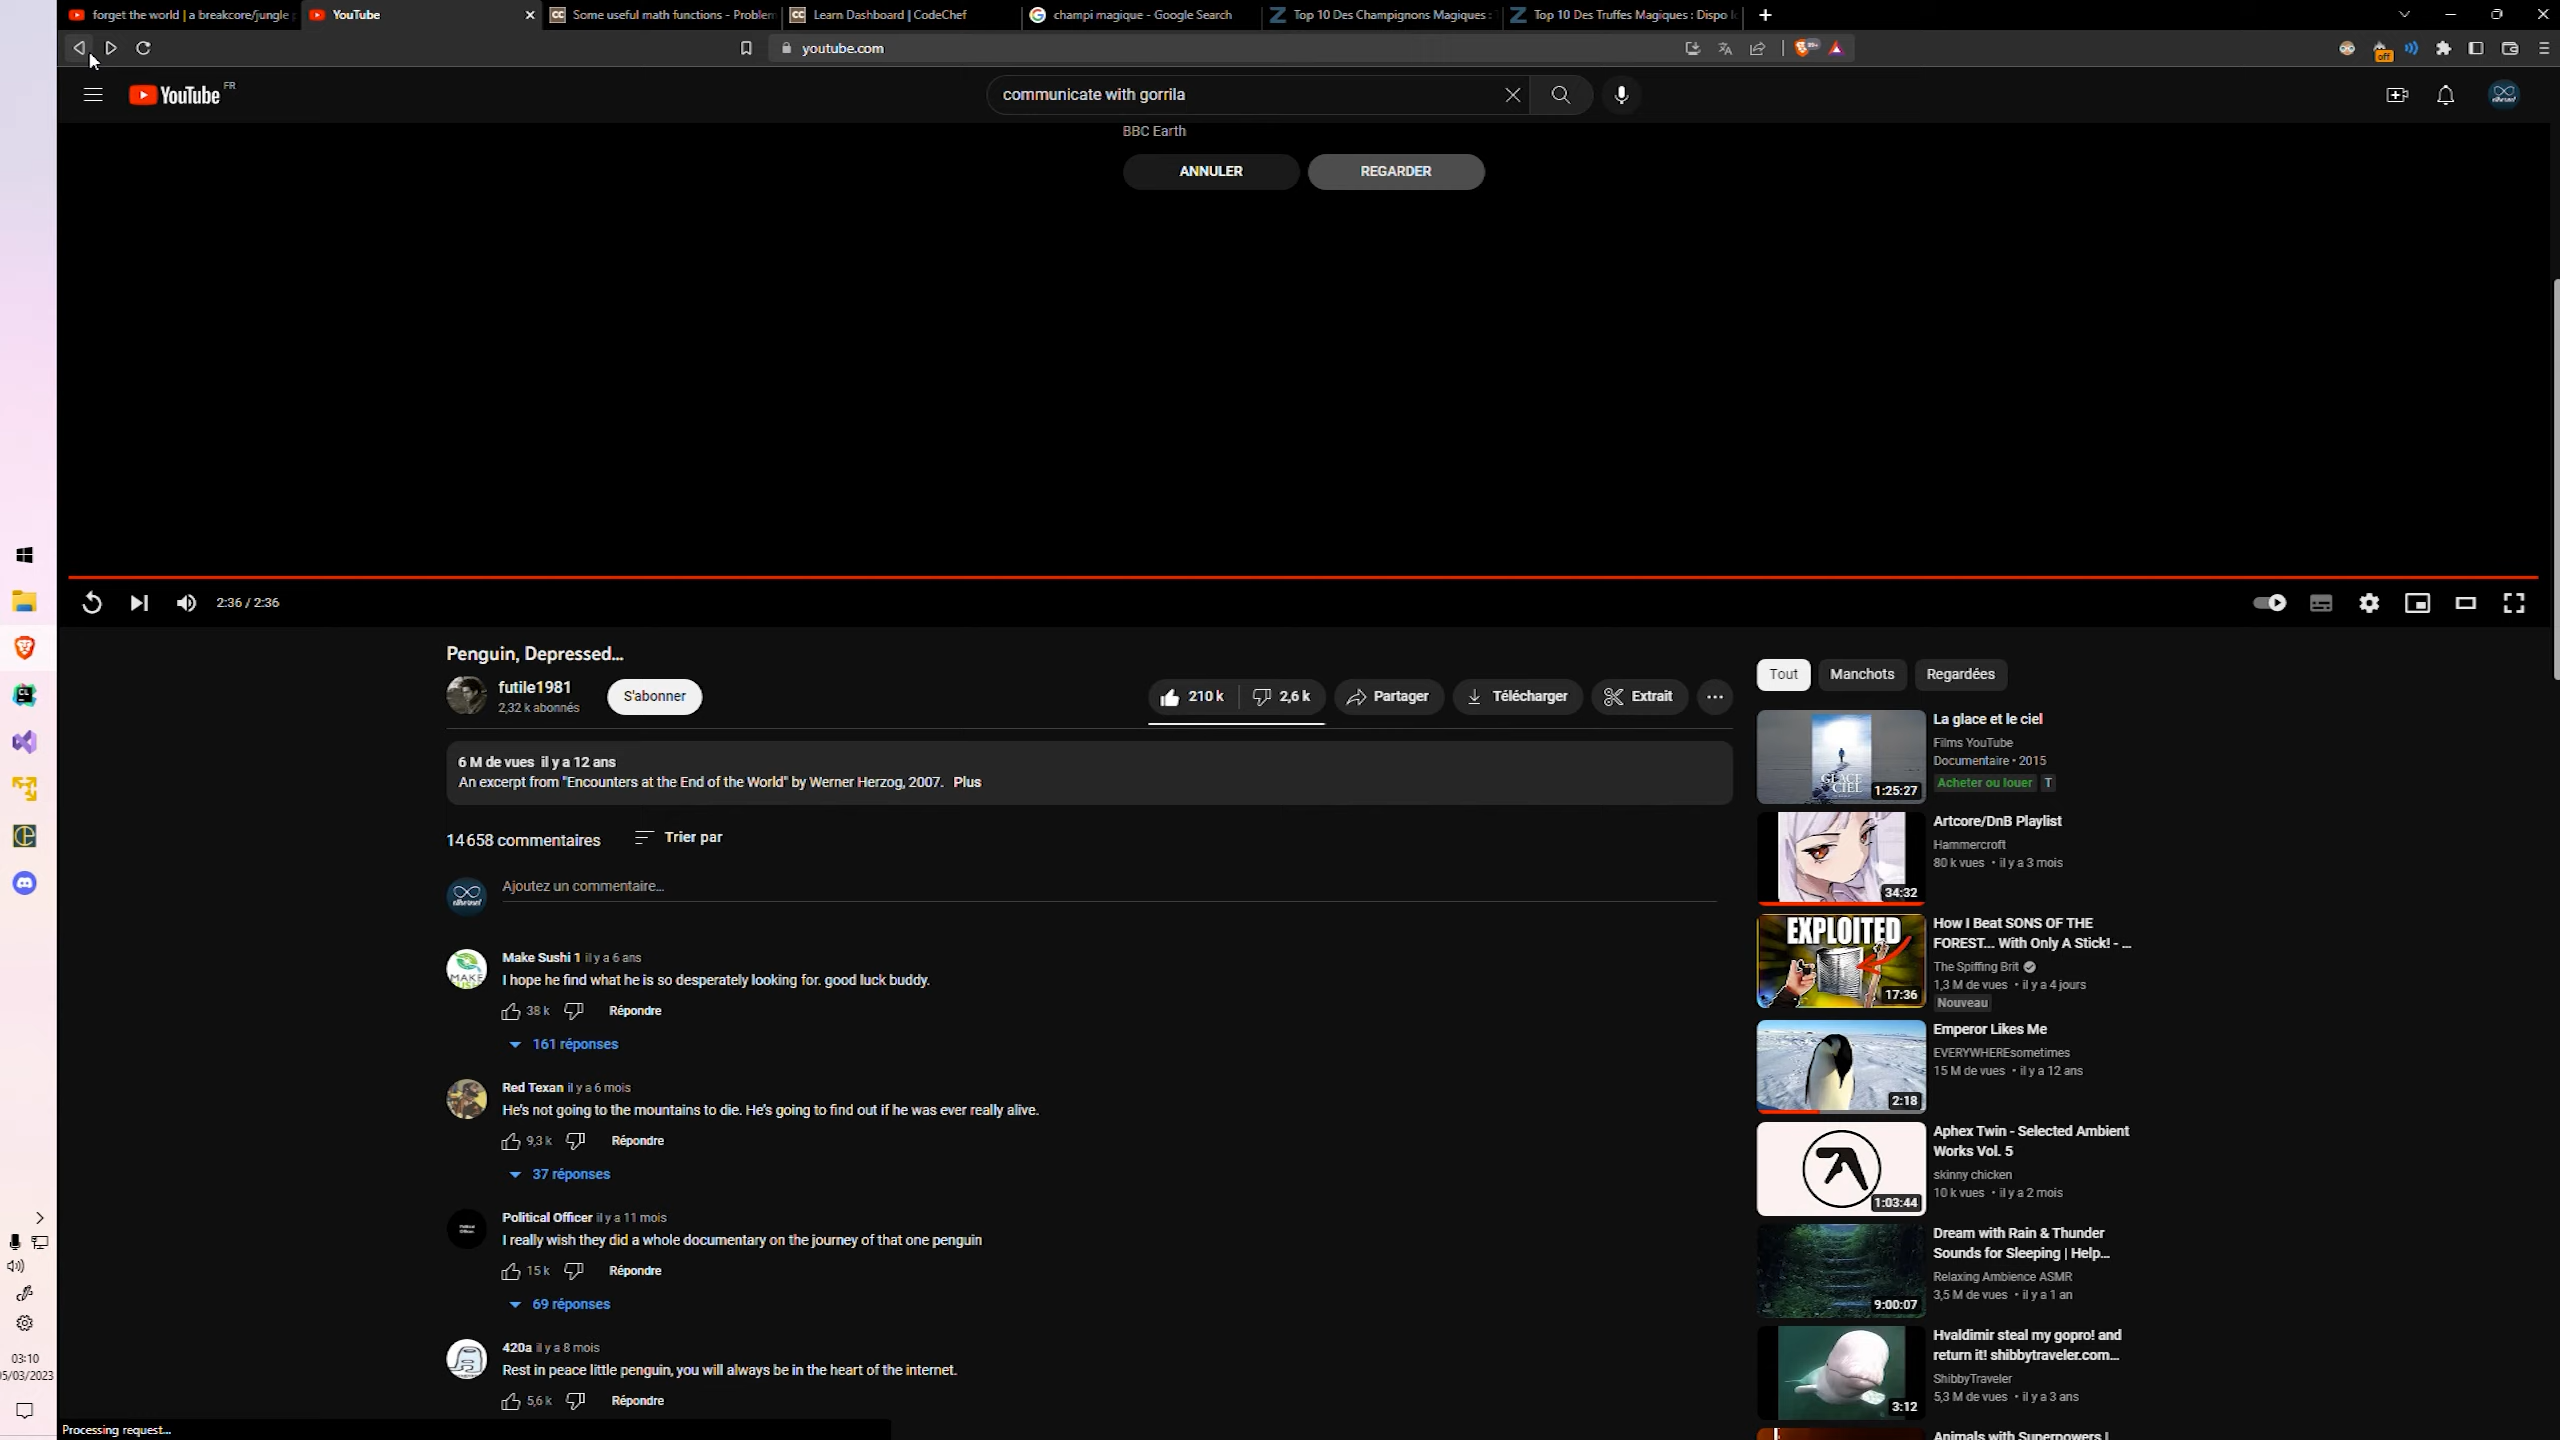 forget the world | a breakcore/jungle
YouTube
Some useful math functions - Problem
Learn Dashboard | CodeChef
champi magique - Google Search
Top 10 Des Champignons Magiques :
Top 10 Des Truffes Magiques : Dispo
youtube.com
99+
off
YouTube FR
communicate with gorrila
BBC Earth
ANNULER
REGARDER
2:36 / 2:36
Penguin, Depressed...
futile1981
2,32 k abonnés
S'abonner
210 k
2,6 k
Partager
Télécharger
Extrait
6 M de vues il y a 12 ans
An excerpt from "Encounters at the End of the World" by Werner Herzog, 2007. Plus
14 658 commentaires
Trier par
Ajoutez un commentaire...
Make Sushi 1 il y a 6 ans
I hope he find what he is so desperately looking for. good luck buddy.
38 k
Répondre
161 réponses
Red Texan il y a 6 mois
He's not going to the mountains to die. He's going to find out if he was ever really alive.
9,3 k
Répondre
37 réponses
Political Officer il y a 11 mois
I really wish they did a whole documentary on the journey of that one penguin
15 k
Répondre
69 réponses
420a il y a 8 mois
Rest in peace little penguin, you will always be in the heart of the internet.
5,6 k
Répondre
Tout
Manchots
Regardées
GLACE
CIEL
1:25:27
La glace et le ciel
Films YouTube
Documentaire • 2015
Acheter ou louer
T
34:32
Artcore/DnB Playlist
Hammercroft
80 k vues • il y a 3 mois
EXPLOITED
17:36
How I Beat SONS OF THE
FOREST... With Only A Stick! - ...
The Spiffing Brit
1,3 M de vues • il y a 4 jours
Nouveau
2:18
Emperor Likes Me
EVERYWHEREsometimes
15 M de vues • il y a 12 ans
1:03:44
Aphex Twin - Selected Ambient
Works Vol. 5
skinny chicken
10 k vues • il y a 2 mois
9:00:07
Dream with Rain & Thunder
Sounds for Sleeping | Help...
Relaxing Ambience ASMR
3,5 M de vues • il y a 1 an
3:12
Hvaldimir steal my gopro! and
return it! shibbytraveler.com...
ShibbyTraveler
5,3 M de vues • il y a 3 ans
Animals with Superpowers |
03:10
5/03/2023
Processing request...